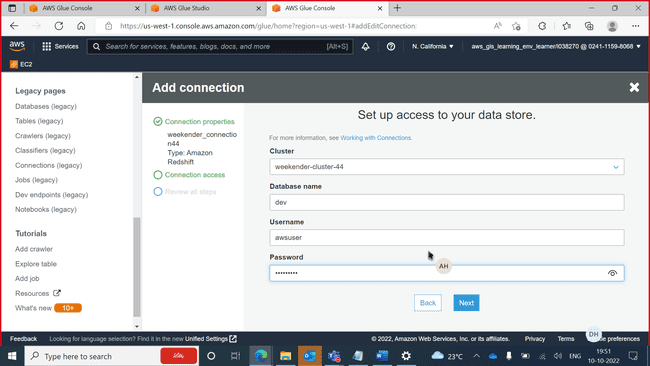 AWS Glue Console
AWS Glue Studio
AWS Glue Console
https://us-west-1.console.aws.amazon.com/glue/home?region=us-west-1#addEditConnection:
aws
Services
Search for services, features, blogs, docs, and more
[Alt+S]
N. California
aws_gls_learning_env_learner/l038270 @ 0241-1159-8068
EC2
Legacy pages
Databases (legacy)
Tables (legacy)
Crawlers (legacy)
Classifiers (legacy)
Connections (legacy)
Jobs (legacy)
Dev endpoints (legacy)
Notebooks (legacy)
Tutorials
Add crawler
Explore table
Add job
Resources
What's new 10+
Add connection
Connection properties
weekender_connectio
n44
Type: Amazon
Redshift
Connection access
Review all steps
Set up access to your data store.
For more information, see Working with Connections.
Cluster
weekender-cluster-44
Database name
dev
Username
awsuser
Password
•••••••••
AH
Back
Next
Feedback
Looking for language selection? Find it in the new Unified Settings
© 2022, Amazon Web Services, Inc. or its affiliates.
Privacy
Terms
DH
preferences
Type here to search
23°C
ENG
19:51
10-10-2022